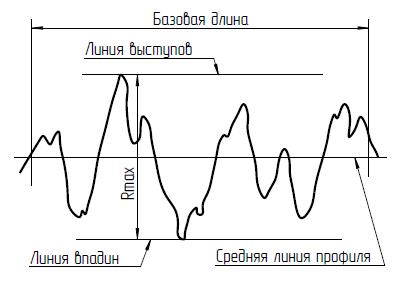 Базовая длина
Линия выступов
Rmax
Линия впадин
Средняя линия профиля